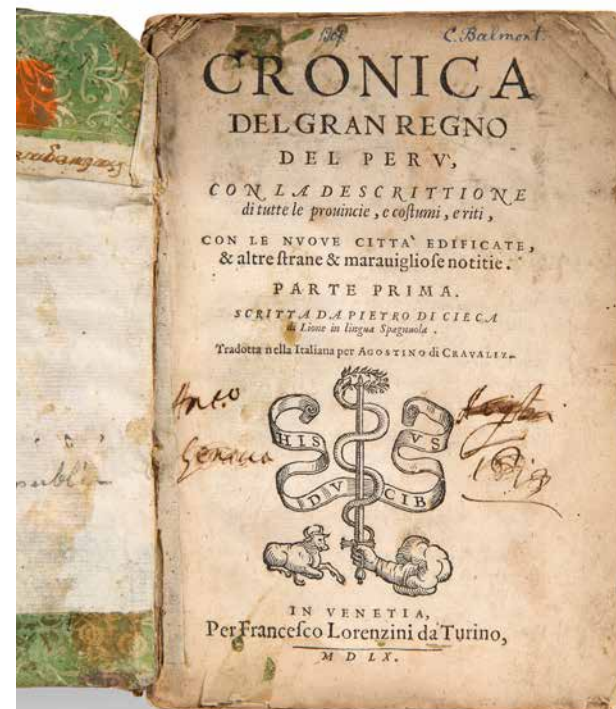 C. Balmont.
CRONICA
DEL GRAN REGNO
DEL PERV,
CON LA DESCRITTIONE
di tutte le prouincie, e coſtumi, e riti,
CON LE NVOVE CITTA' EDIFICATE,
& altre ſtrane & marauiglioſe notitie.
PARTE PRIMA.
SCRITTA DA PIETRO DI CIECA
di Lione in lingua Spagnuola.
Tradotta nella Italiana per AGOSTINO di CRAVALIZ.
HIS VS
DV CIB
IN VENETIA,
Per Franceſco Lorenzini da Turino,
M D L X.